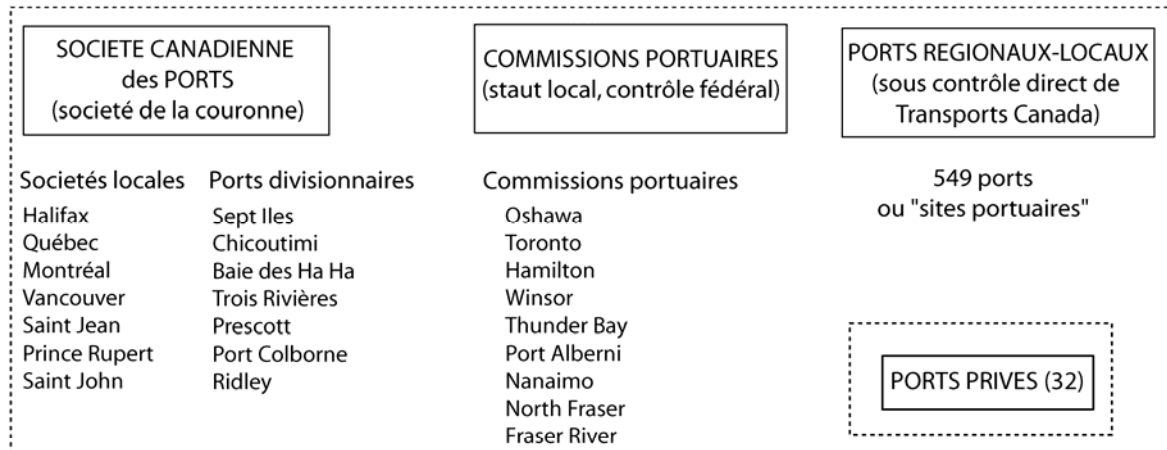 SOCIETE CANADIENNE
des PORTS
(societé de la couronne)
Societés locales
Halifax
Québec
Montréal
Vancouver
Saint Jean
Prince Rupert
Saint John
Ports divisionnaires
Sept Iles
Chicoutimi
Baie des Ha Ha
Trois Rivières
Prescott
Port Colborne
Ridley
COMMISSIONS PORTUAIRES
(staut local, contrôle fédéral)
Commissions portuaires
Oshawa
Toronto
Hamilton
Winsor
Thunder Bay
Port Alberni
Nanaimo
North Fraser
Fraser River
PORTS REGIONAUX-LOCAUX
(sous contrôle direct de
Transports Canada)
549 ports
ou "sites portuaires"
PORTS PRIVES (32)